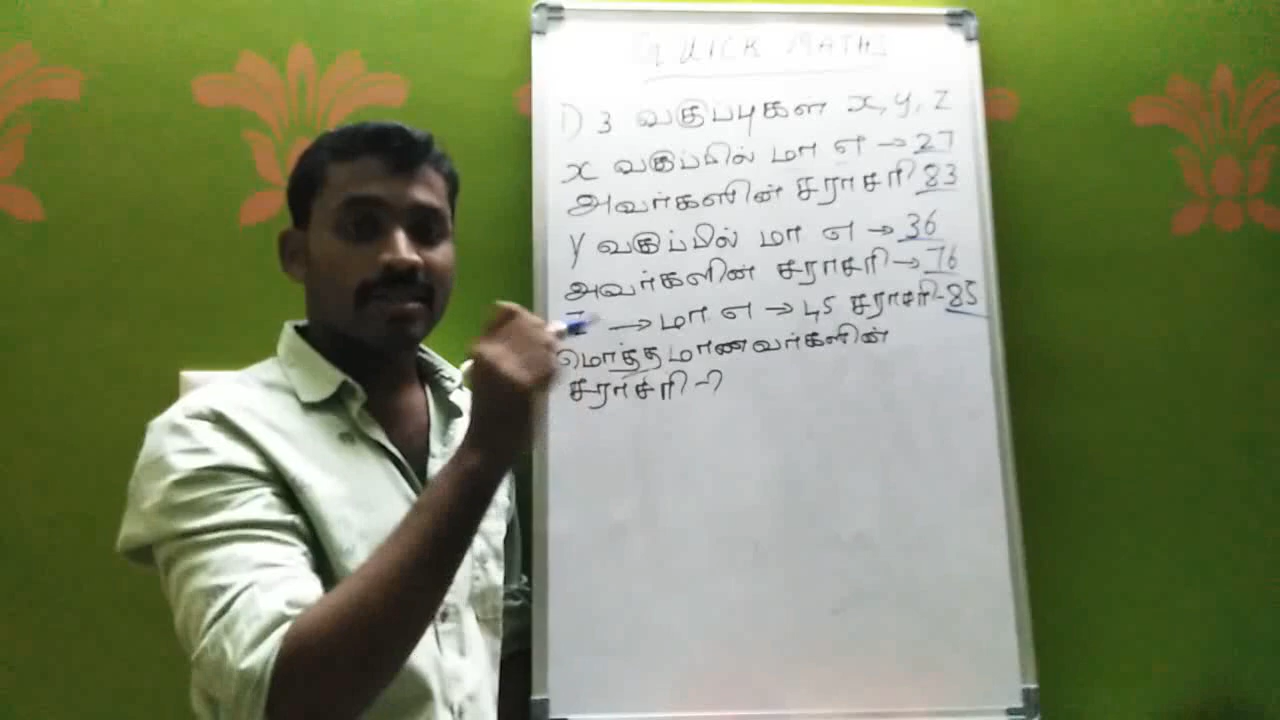 QUICK MATHS
1) 3 வகுப்புகள x, y, z
x வகுப்பில் மா எ → 27
அவர்களின் சராசரி 83
y வகுப்பில் மா எ → 36
அவர்களின் சராசரி → 76
z → மா எ → 45 சராசரி - 85
மொத்த மாணவர்களின்
சராசரி - ?